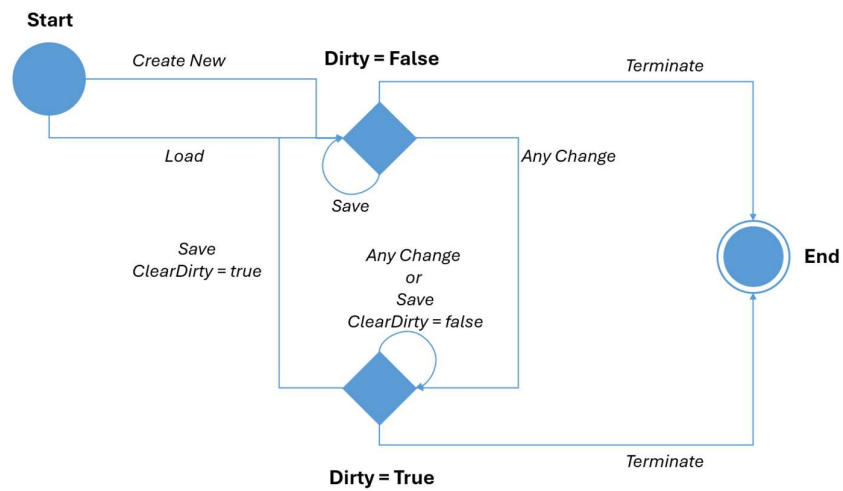 Start
Create New
Dirty = False
Terminate
Load
Any Change
Save
Save
ClearDirty = true
Any Change
or
Save
ClearDirty = false
End
Terminate
Dirty = True